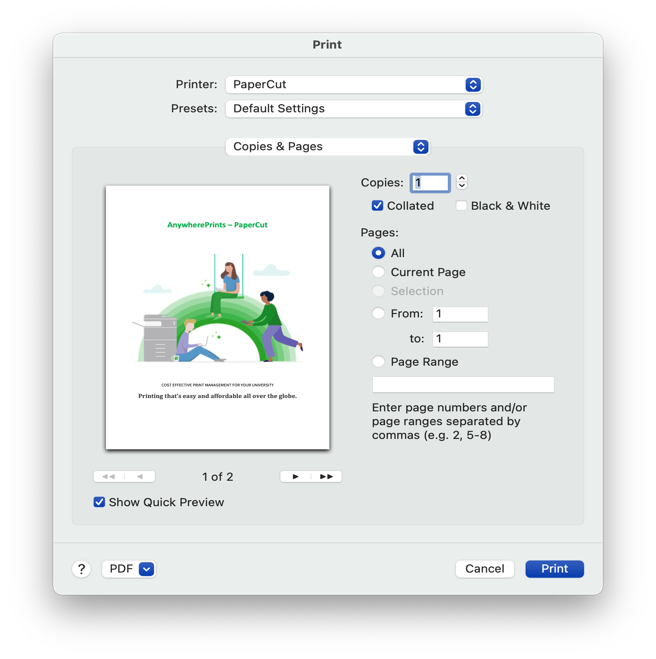 Print
Printer: PaperCut
Presets: Default Settings
Copies & Pages
AnywherePrints – PaperCut
COST EFFECTIVE PRINT MANAGEMENT FOR YOUR UNIVERSITY
Printing that's easy and affordable all over the globe.
1 of 2
Show Quick Preview
Copies: 1
Collated Black & White
Pages:
All
Current Page
Selection
From: 1
to: 1
Page Range
Enter page numbers and/or
page ranges separated by
commas (e.g. 2, 5-8)
? PDF Cancel Print